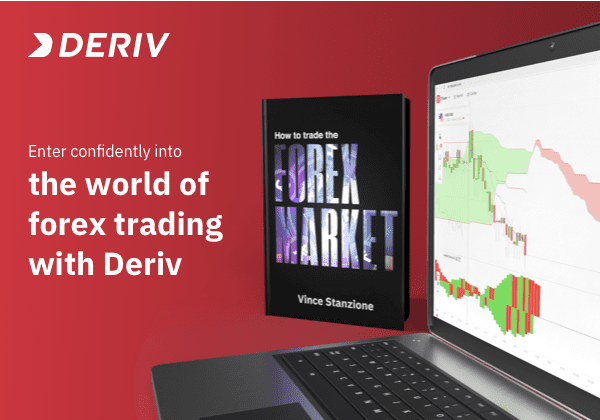 DERIV
Enter confidently into
the world of
forex trading
with Deriv
How to trade the
FOREX
MARKET
Vince Stanzione